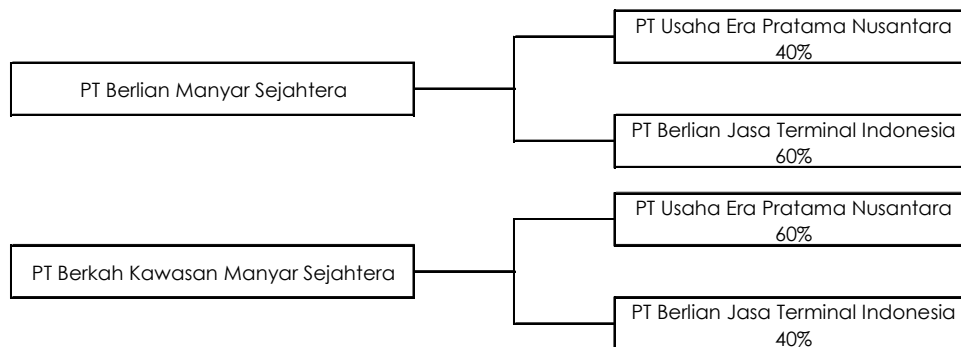 PT Usaha Era Pratama Nusantara
40%
PT Berlian Manyar Sejahtera
PT Berlian Jasa Terminal Indonesia
60%
PT Usaha Era Pratama Nusantara
60%
PT Berkah Kawasan Manyar Sejahtera
PT Berlian Jasa Terminal Indonesia
40%